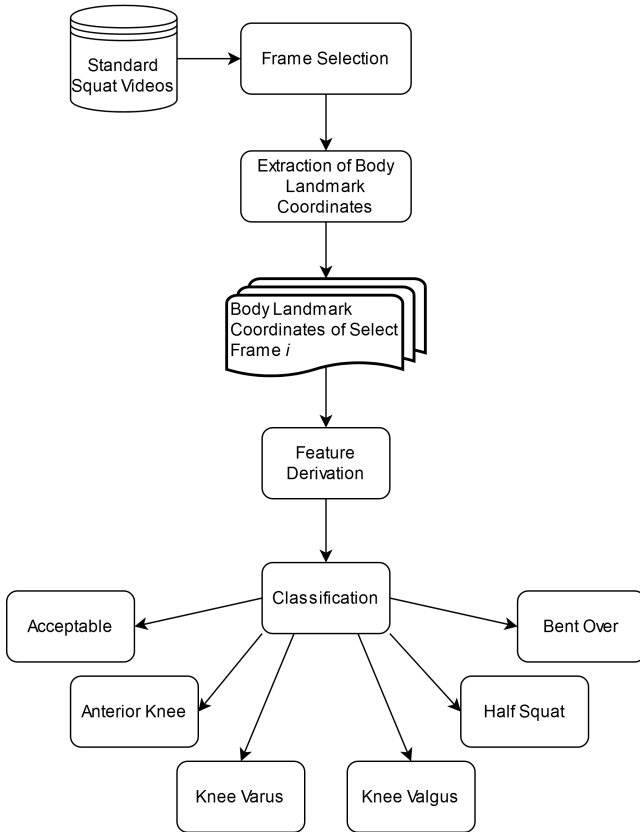 Standard
Squat Videos
Frame Selection
Extraction of Body
Landmark
Coordinates
Body Landmark
Coordinates of Select
Frame i
Feature
Derivation
Classification
Acceptable
Bent Over
Anterior Knee
Half Squat
Knee Varus
Knee Valgus